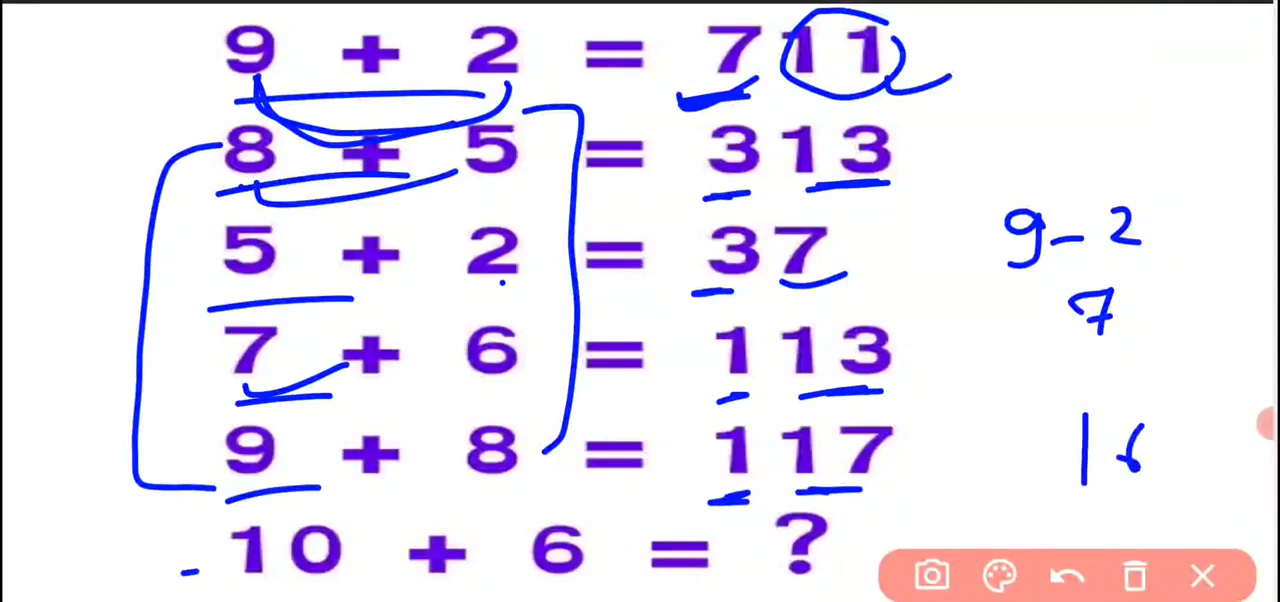 9 + 2 = 711
8 + 5 = 313
5 + 2 = 37
7 + 6 = 113
9 + 8 = 117
10 + 6 = ?
9 - 2
7
16